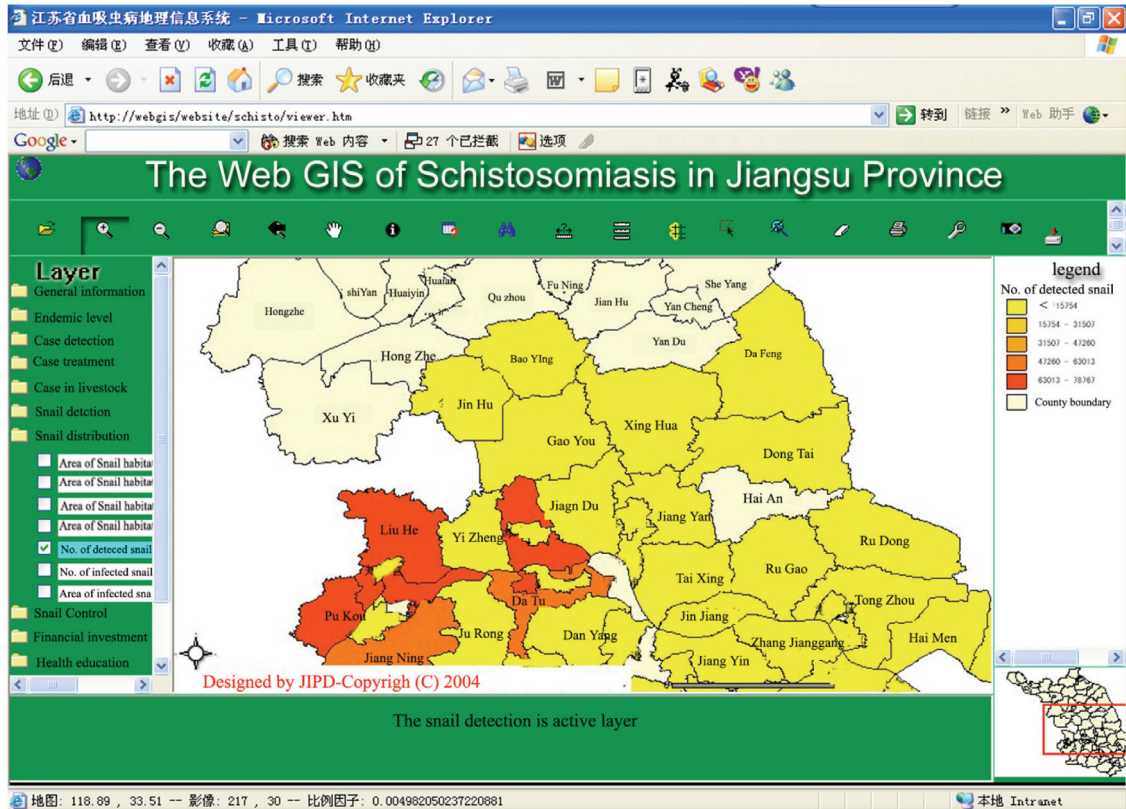 江苏省血吸虫病地理信息系统 - Microsoft Internet Explorer
文件(F) 编辑(E) 查看(V) 收藏(A) 工具(T) 帮助(H)
后退 搜索 收藏夹
地址(D) http://webgis/website/schisto/viewer.htm 转到 链接 » Web 助手
Google 搜索 Web 内容 27 个已拦截 选项
The Web GIS of Schistosomiasis in Jiangsu Province
Layer
General information
Endemic level
Case detection
Case treatment
Case in livestock
Snail detction
Snail distribution
Area of Snail habita
Area of Snail habita
Area of Snail habita
Area of Snail habita
No. of deteced snail
No. of infected snail
Area of infected sna
Snail Control
Financial investment
Health education
Hongzhe
shiYan
Huaiyin
Huaian
Qu zhou
Fu Ning
Jian Hu
She Yang
Yan Cheng
Yan Du
Hong Zhe
Bao YIng
Da Feng
Xu Yi
Jin Hu
Gao You
Xing Hua
Dong Tai
Hai An
Liu He
Yi Zheng
Jiagn Du
Jiang Yan
Ru Dong
Tai Xing
Ru Gao
Pu Kou
Da Tu
Tong Zhou
Jin Jiang
Ju Rong
Dan Yang
Zhang Jianggang
Hai Men
Jiang Ning
Jiang Yin
Designed by JIPD-Copyrigh (C) 2004
legend
No. of detected snail
< 15754
15754 - 31507
31507 - 47260
47260 - 63013
63013 - 78767
County boundary
The snail detection is active layer
地图: 118.89 , 33.51 -- 影像: 217 , 30 -- 比例因子: 0.004982050237220881
本地 Intranet